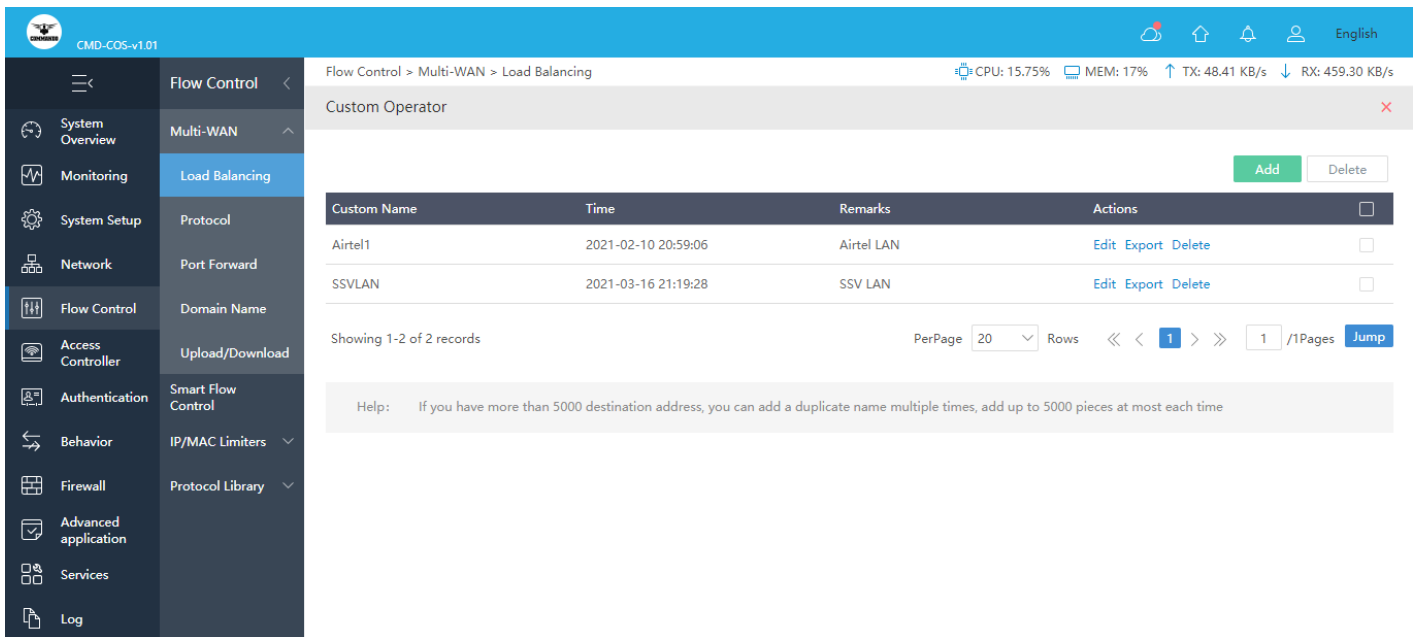 COMMANDO
CMD-COS-v1.01
English
Flow Control
Flow Control > Multi-WAN > Load Balancing
CPU: 15.75% MEM: 17% TX: 48.41 KB/s RX: 459.30 KB/s
Custom Operator
System
Overview
Monitoring
System Setup
Network
Flow Control
Access
Controller
Authentication
Behavior
Firewall
Advanced
application
Services
Log
Multi-WAN
Load Balancing
Protocol
Port Forward
Domain Name
Upload/Download
Smart Flow
Control
IP/MAC Limiters
Protocol Library
Add Delete
Custom Name Time Remarks Actions
Airtel1 2021-02-10 20:59:06 Airtel LAN Edit Export Delete
SSVLAN 2021-03-16 21:19:28 SSV LAN Edit Export Delete
Showing 1-2 of 2 records PerPage 20 Rows 1 1 /1Pages Jump
Help: If you have more than 5000 destination address, you can add a duplicate name multiple times, add up to 5000 pieces at most each time